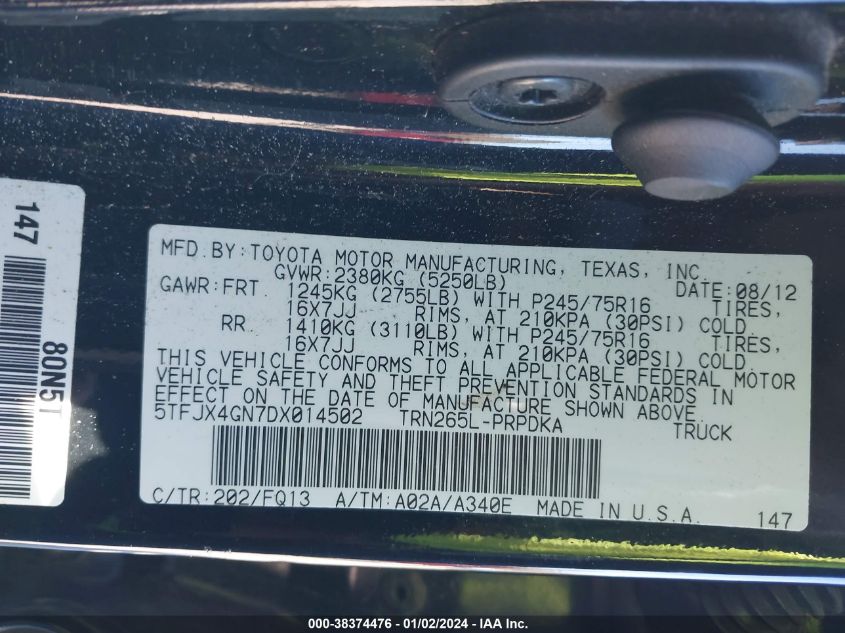 147
80N5T
MFD.BY:TOYOTA MOTOR MANUFACTURING, TEXAS, INC.
GVWR:2380KG (5250LB) DATE:08/12
GAWR:FRT 1245KG (2755LB) WITH P245/75R16 TIRES,
16X7JJ RIMS, AT 210KPA (30PSI) COLD
RR 1410KG (3110LB) WITH P245/75R16 TIRES,
16X7JJ RIMS, AT 210KPA (30PSI) COLD
THIS VEHICLE CONFORMS TO ALL APPLICABLE FEDERAL MOTOR
VEHICLE SAFETY AND THEFT PREVENTION STANDARDS IN
EFFECT ON THE DATE OF MANUFACTURE SHOWN ABOVE.
5TFJX4GN7DX014502 TRN265L-PRPDKA TRUCK
C/TR:202/FQ13 A/TM:A02A/A340E MADE IN U.S.A. 147
000-38374476 - 01/02/2024 - IAA Inc.